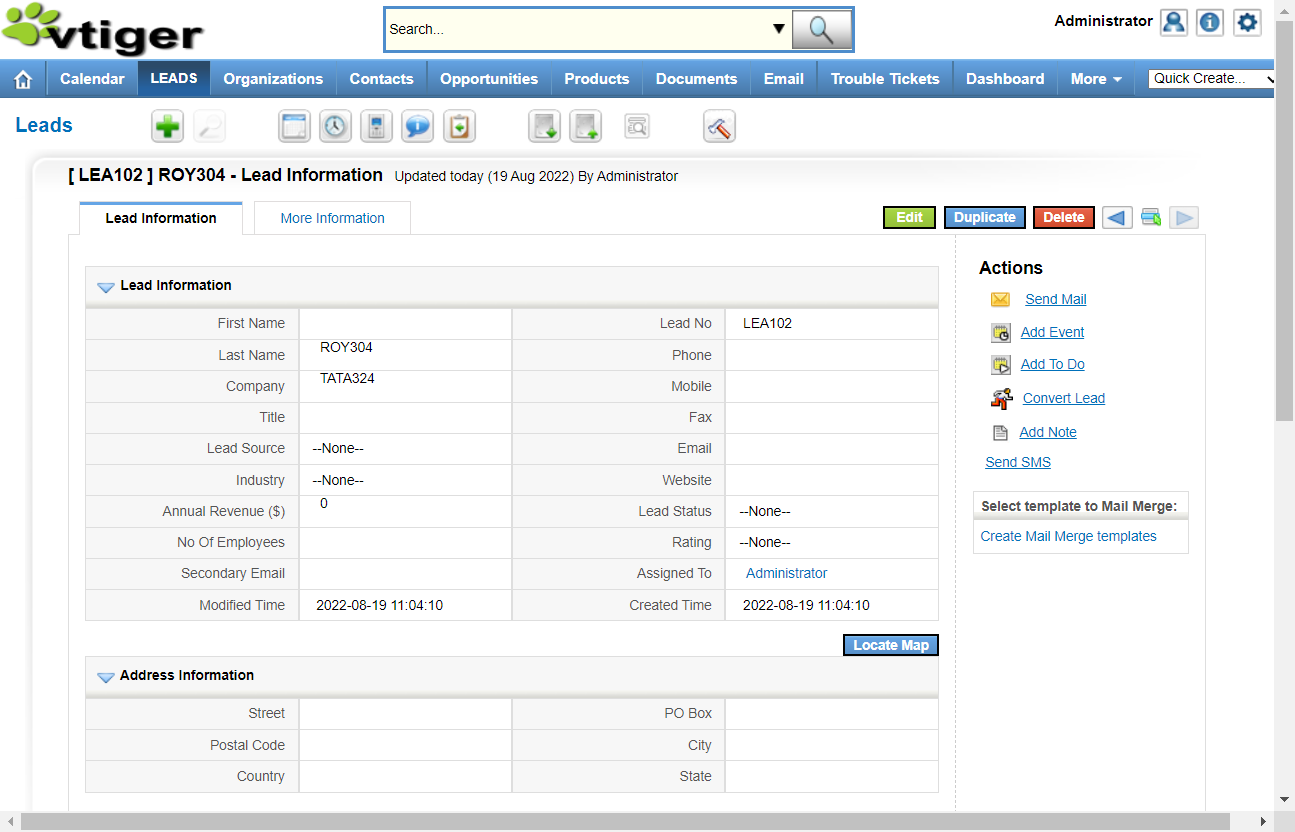 vtiger
Search...
Administrator
Calendar LEADS Organizations Contacts Opportunities Products Documents Email Trouble Tickets Dashboard More Quick Create...
Leads
[ LEA102 ] ROY304 - Lead Information Updated today (19 Aug 2022) By Administrator
Lead Information More Information Edit Duplicate Delete
Lead Information
First Name Lead No LEA102
Last Name ROY304 Phone
Company TATA324 Mobile
Title Fax
Lead Source --None-- Email
Industry --None-- Website
Annual Revenue ($) 0 Lead Status --None--
No Of Employees Rating --None--
Secondary Email Assigned To Administrator
Modified Time 2022-08-19 11:04:10 Created Time 2022-08-19 11:04:10
Locate Map
Address Information
Street PO Box
Postal Code City
Country State
Actions
Send Mail
Add Event
Add To Do
Convert Lead
Add Note
Send SMS
Select template to Mail Merge:
Create Mail Merge templates